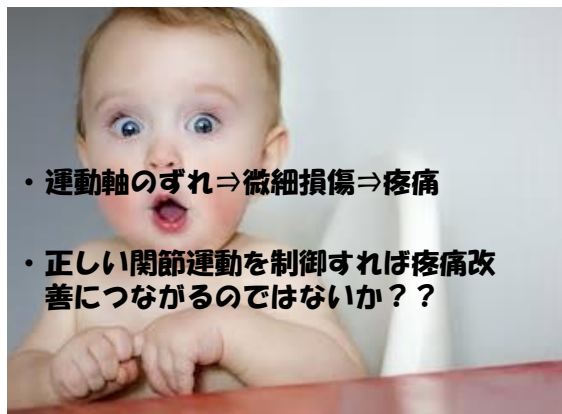 ・運動軸のずれ⇒微細損傷⇒疼痛
・正しい関節運動を制御すれば疼痛改
善につながるのではないか？？